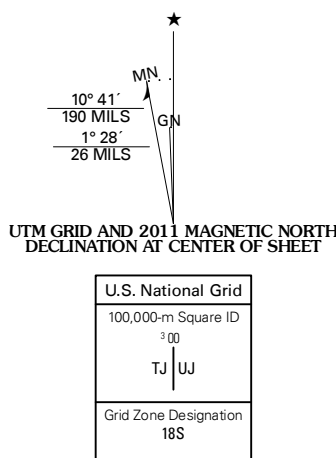 ★
MN
10° 41´
190 MILS
GN
1° 28´
26 MILS
UTM GRID AND 2011 MAGNETIC NORTH
DECLINATION AT CENTER OF SHEET
U.S. National Grid
100,000-m Square ID
³00
TJ UJ
Grid Zone Designation
18S